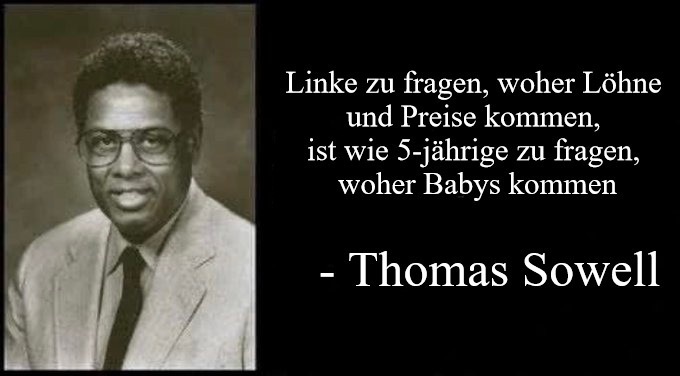 Linke zu fragen, woher Löhne
und Preise kommen,
ist wie 5-jährige zu fragen,
woher Babys kommen
- Thomas Sowell